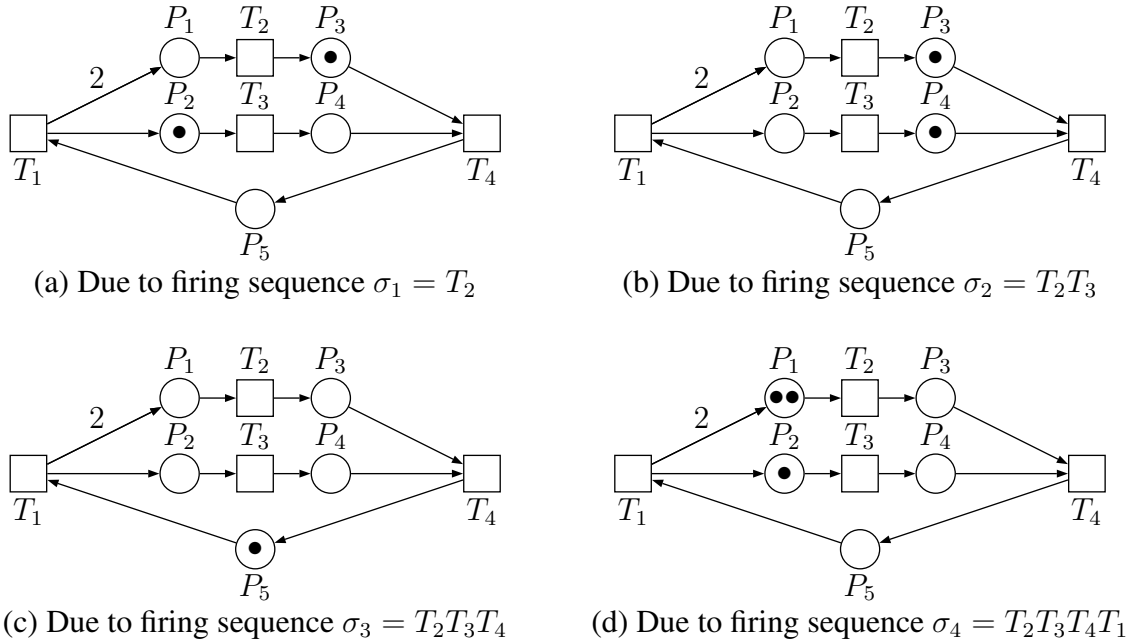 P₁ T₂ P₃
2
P₂ T₃ P₄
T₁ T₄
P₅
(a) Due to firing sequence σ₁ = T₂
P₁ T₂ P₃
2
P₂ T₃ P₄
T₁ T₄
P₅
(b) Due to firing sequence σ₂ = T₂T₃
P₁ T₂ P₃
2
P₂ T₃ P₄
T₁ T₄
P₅
(c) Due to firing sequence σ₃ = T₂T₃T₄
P₁ T₂ P₃
2
P₂ T₃ P₄
T₁ T₄
P₅
(d) Due to firing sequence σ₄ = T₂T₃T₄T₁